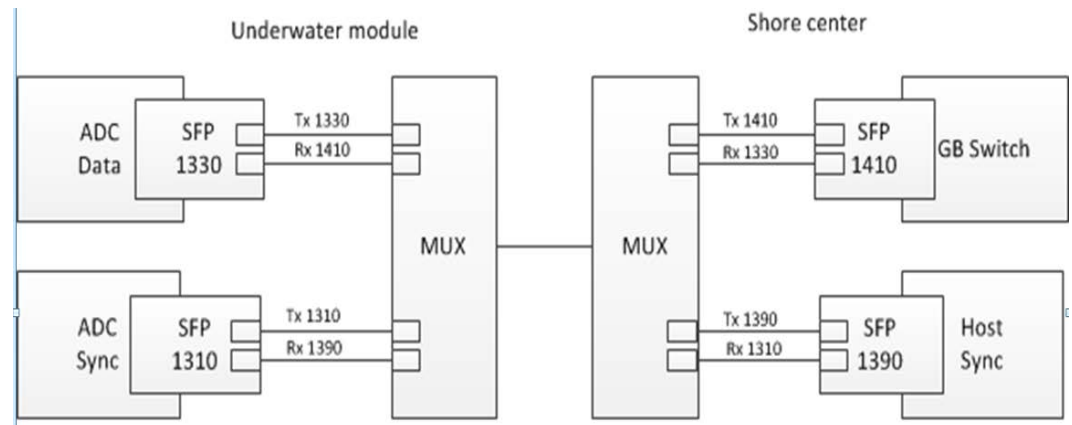 Underwater module
Shore center
ADC
Data
SFP
1330
Tx 1330
Rx 1410
MUX
ADC
Sync
SFP
1310
Tx 1310
Rx 1390
MUX
Tx 1410
Rx 1330
SFP
1410
GB Switch
Tx 1390
Rx 1310
SFP
1390
Host
Sync